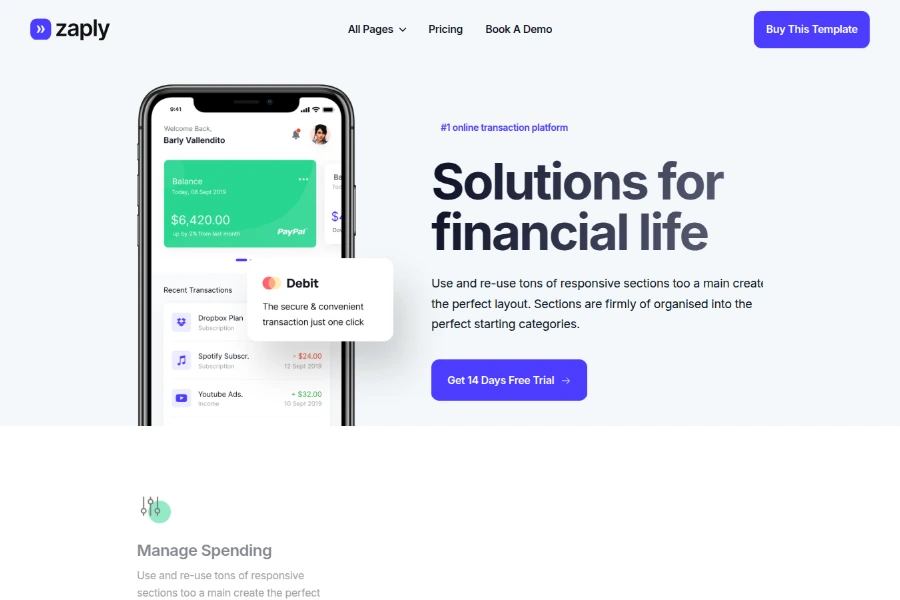 zaply
All Pages
Pricing
Book A Demo
Buy This Template
9:41
Welcome Back,
Barly Vallendito
Balance
Today, 08 Sept 2019
$6,420.00
up by 2% from last month
PayPal
Recent Transactions
Debit
The secure & convenient
transaction just one click
Dropbox Plan
Subscription
Spotify Subscr.
Subscription
- $24.00
12 Sept 2019
Youtube Ads.
Income
+ $32.00
10 Sept 2019
#1 online transaction platform
Solutions for
financial life
Use and re-use tons of responsive sections too a main create
the perfect layout. Sections are firmly of organised into the
perfect starting categories.
Get 14 Days Free Trial →
Manage Spending
Use and re-use tons of responsive
sections too a main create the perfect